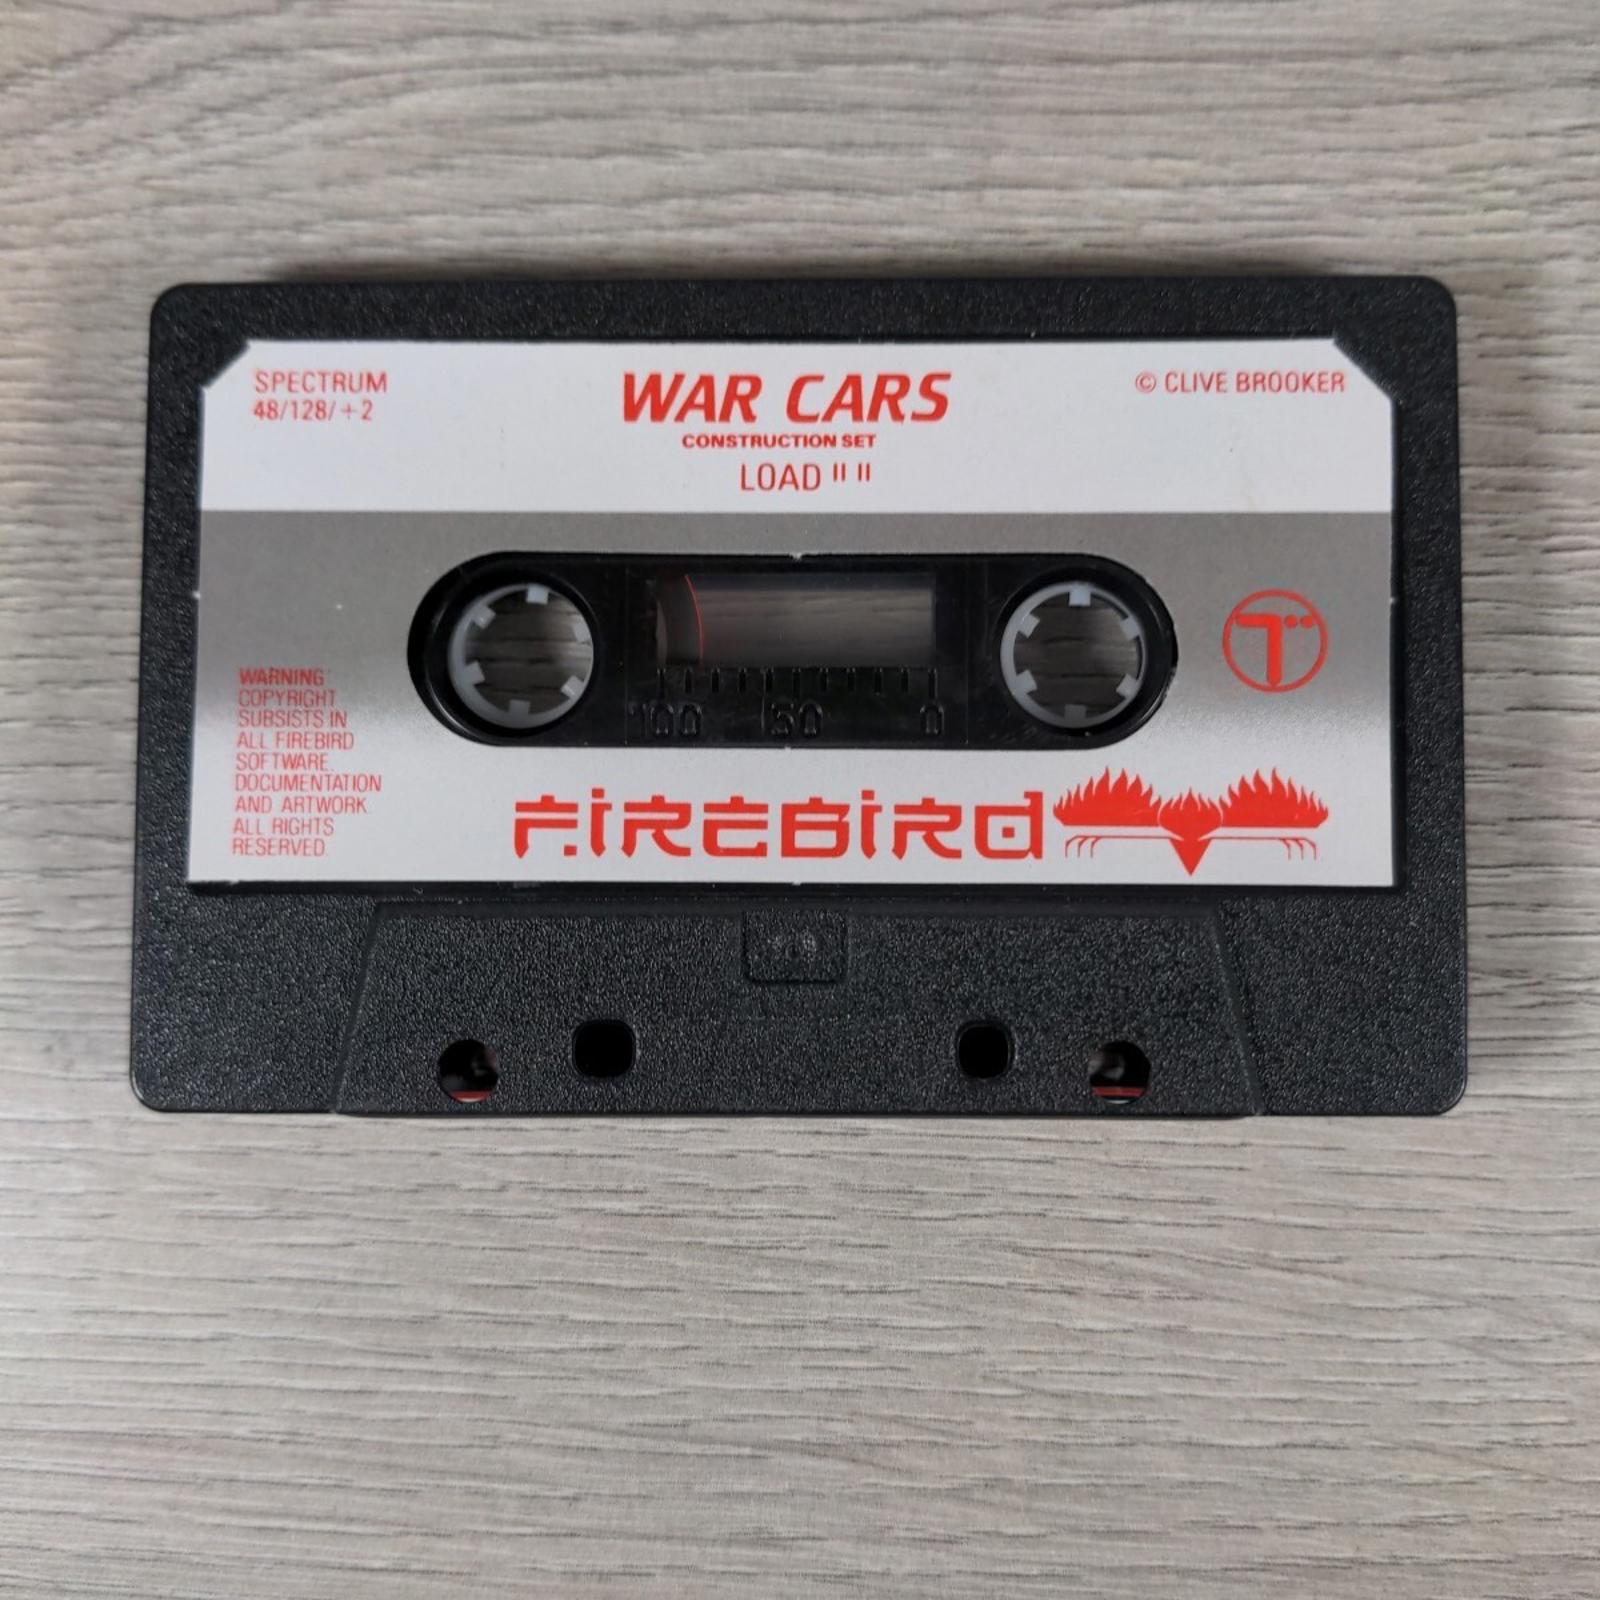 SPECTRUM
48/128/+2
WAR CARS
CONSTRUCTION SET
LOAD " "
© CLIVE BROOKER
WARNING
COPYRIGHT
SUBSISTS IN
ALL FIREBIRD
SOFTWARE.
DOCUMENTATION
AND ARTWORK.
ALL RIGHTS
RESERVED.
100 50 0
T
FIREBIRD